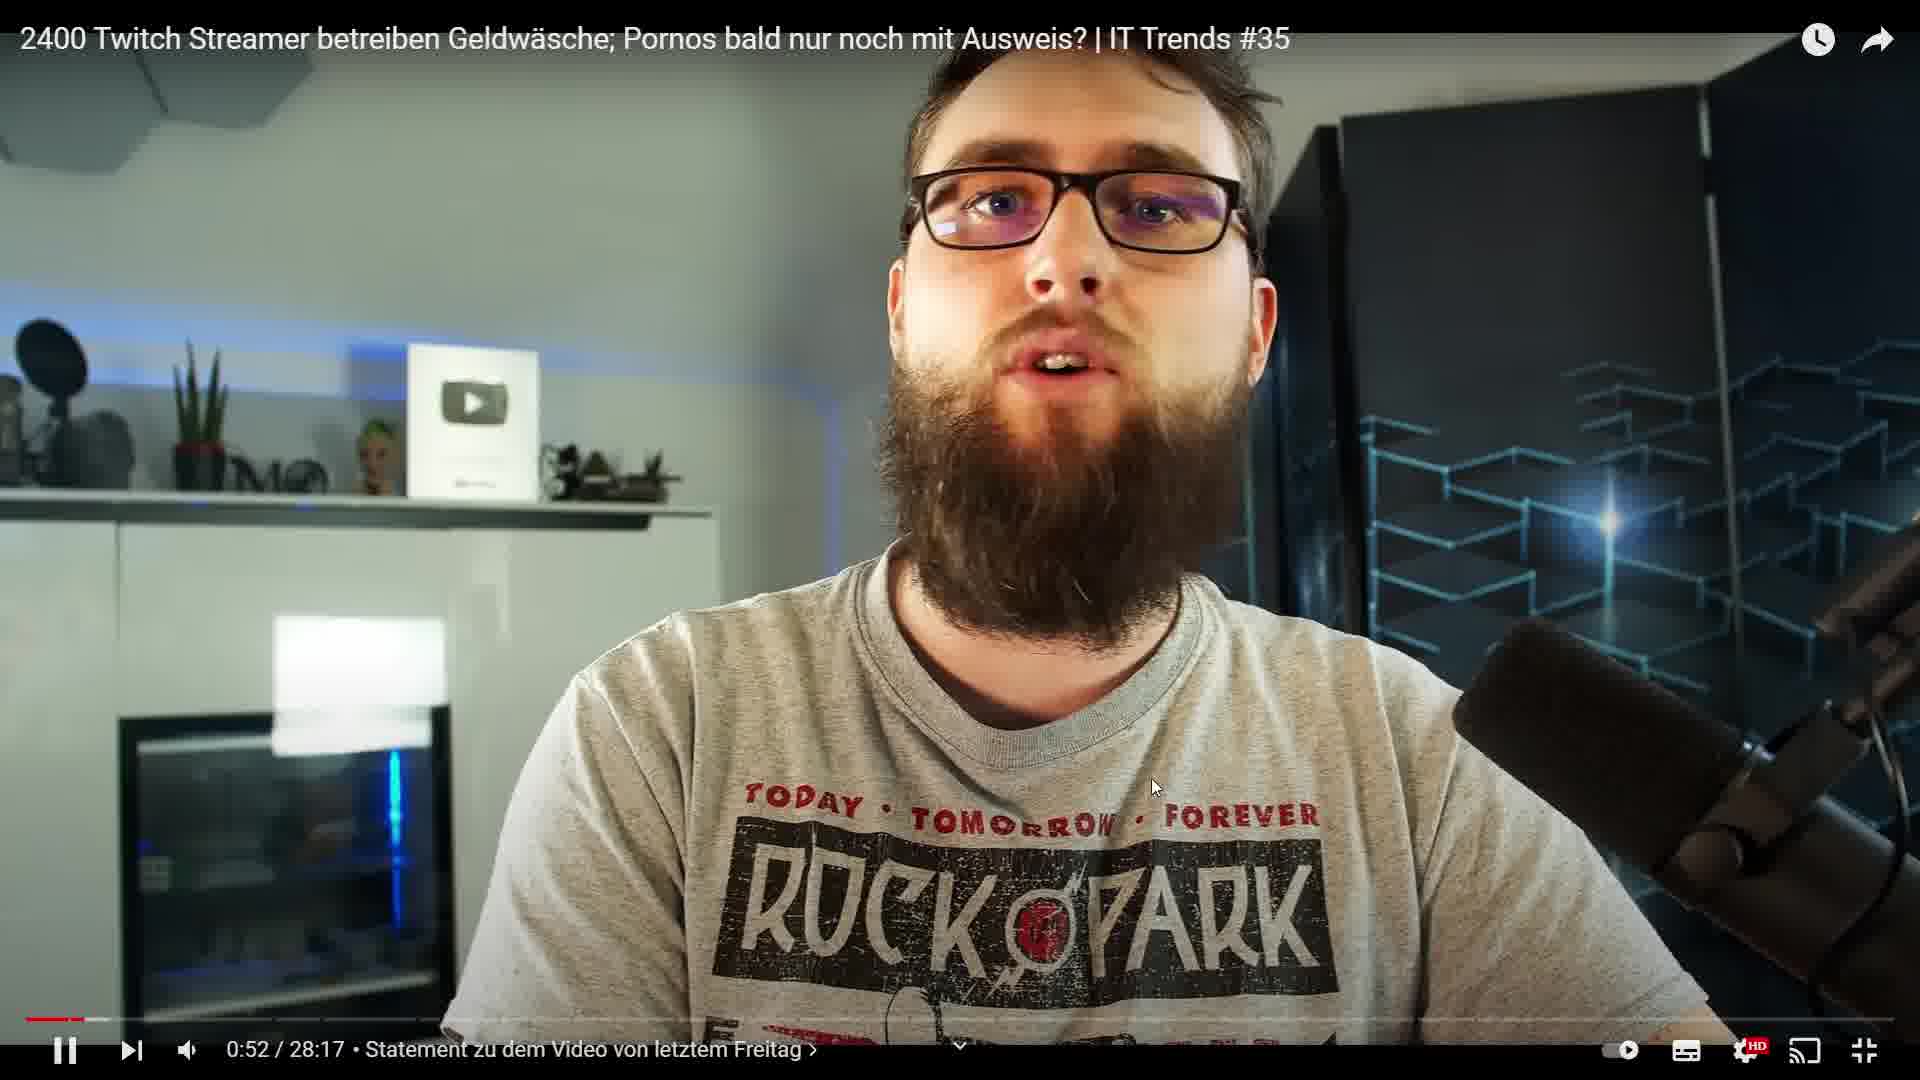 2400 Twitch Streamer betreiben Geldwäsche; Pornos bald nur noch mit Ausweis? | IT Trends #35
TODAY · TOMORROW · FOREVER
ROCK PARK
0:52 / 28:17 • Statement zu dem Video von letztem Freitag
HD